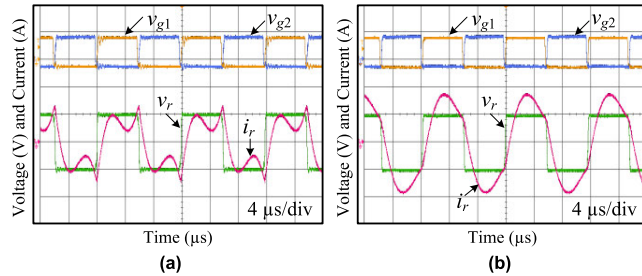 v_g1 v_g2
Voltage (V) and Current (A)
v_r
i_r
4 µs/div
Time (µs)
(a)
v_g1 v_g2
Voltage (V) and Current (A)
v_r
i_r
4 µs/div
Time (µs)
(b)